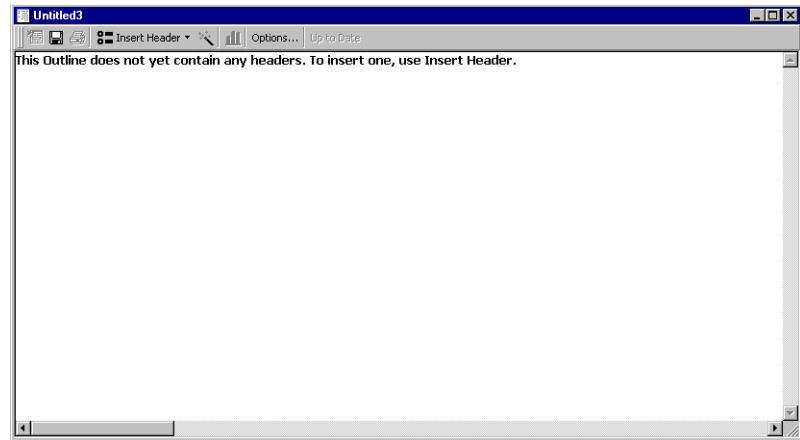 Untitled3
Insert Header Options... Up to Date
This Outline does not yet contain any headers. To insert one, use Insert Header.